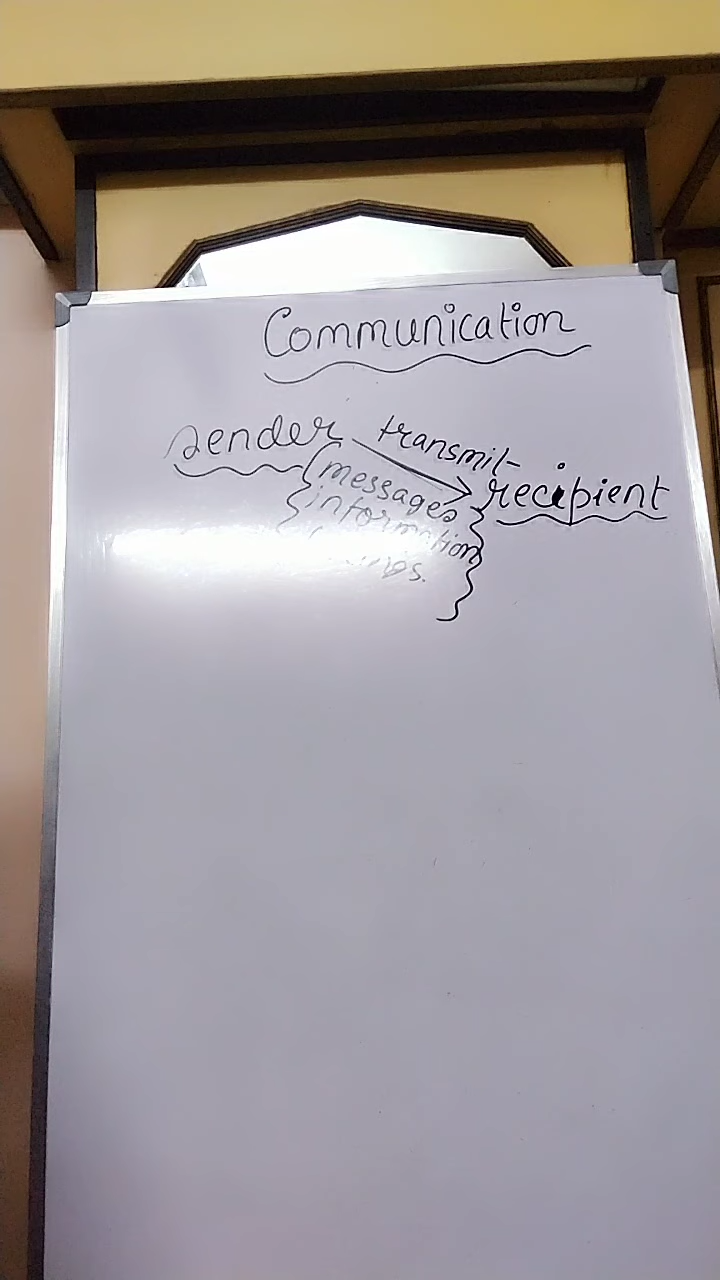 Communication
sender transmit recipient
messages
information